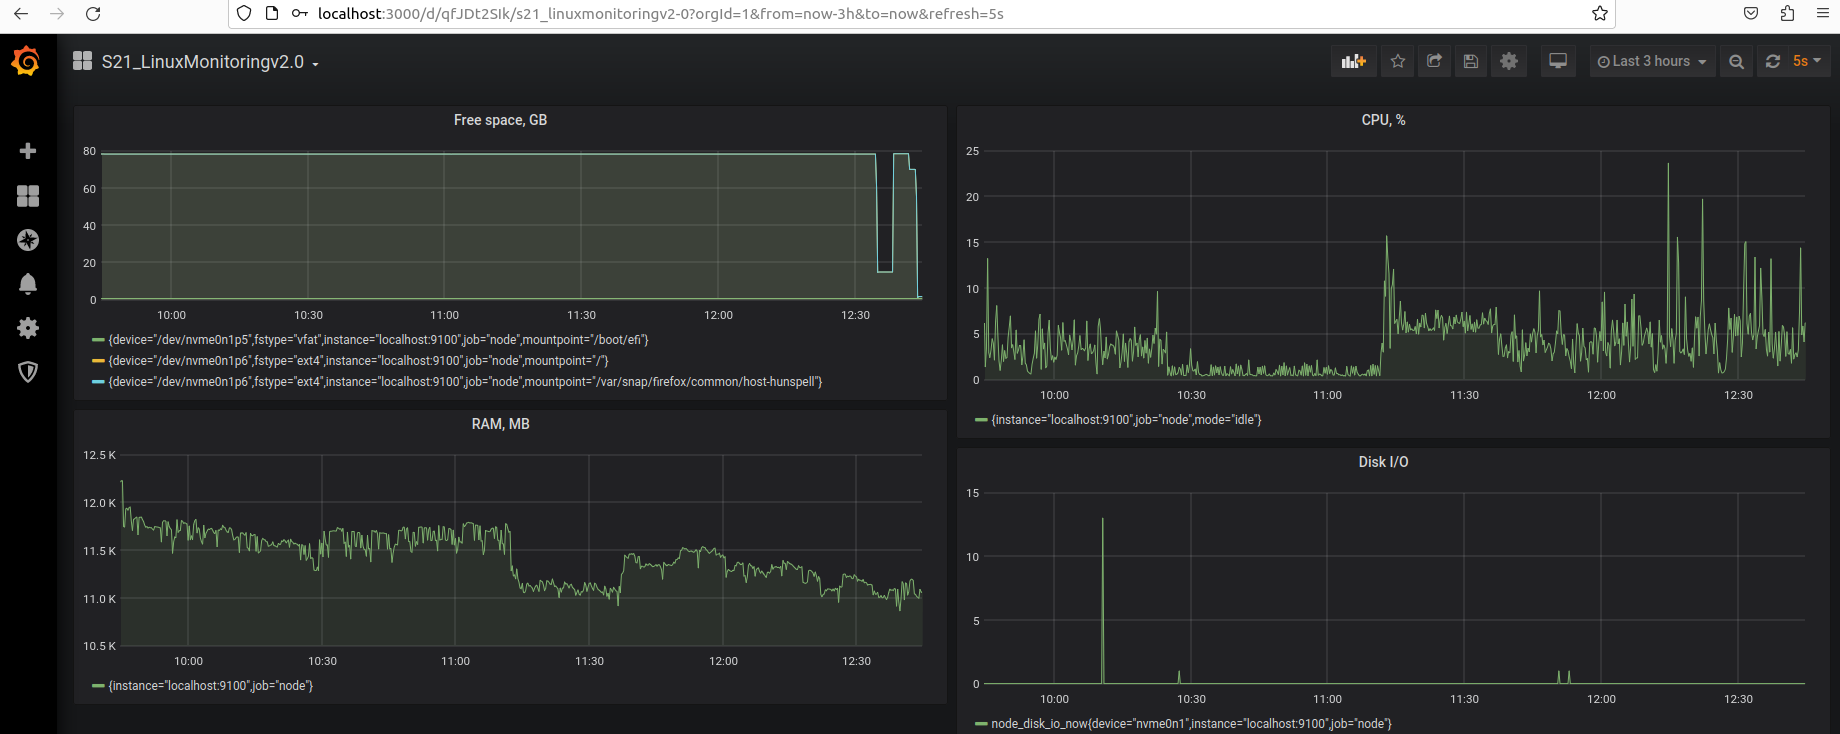 localhost:3000/d/qfJDt2SIk/s21_linuxmonitoringv2-0?orgId=1&from=now-3h&to=now&refresh=5s
S21_LinuxMonitoringv2.0
Last 3 hours
5s
Free space, GB
80
60
40
20
0
10:00 10:30 11:00 11:30 12:00 12:30
{device="/dev/nvme0n1p5",fstype="vfat",instance="localhost:9100",job="node",mountpoint="/boot/efi"}
{device="/dev/nvme0n1p6",fstype="ext4",instance="localhost:9100",job="node",mountpoint="/"}
{device="/dev/nvme0n1p6",fstype="ext4",instance="localhost:9100",job="node",mountpoint="/var/snap/firefox/common/host-hunspell"}
CPU, %
25
20
15
10
5
0
10:00 10:30 11:00 11:30 12:00 12:30
{instance="localhost:9100",job="node",mode="idle"}
RAM, MB
12.5 K
12.0 K
11.5 K
11.0 K
10.5 K
10:00 10:30 11:00 11:30 12:00 12:30
{instance="localhost:9100",job="node"}
Disk I/O
15
10
5
0
10:00 10:30 11:00 11:30 12:00 12:30
node_disk_io_now{device="nvme0n1",instance="localhost:9100",job="node"}